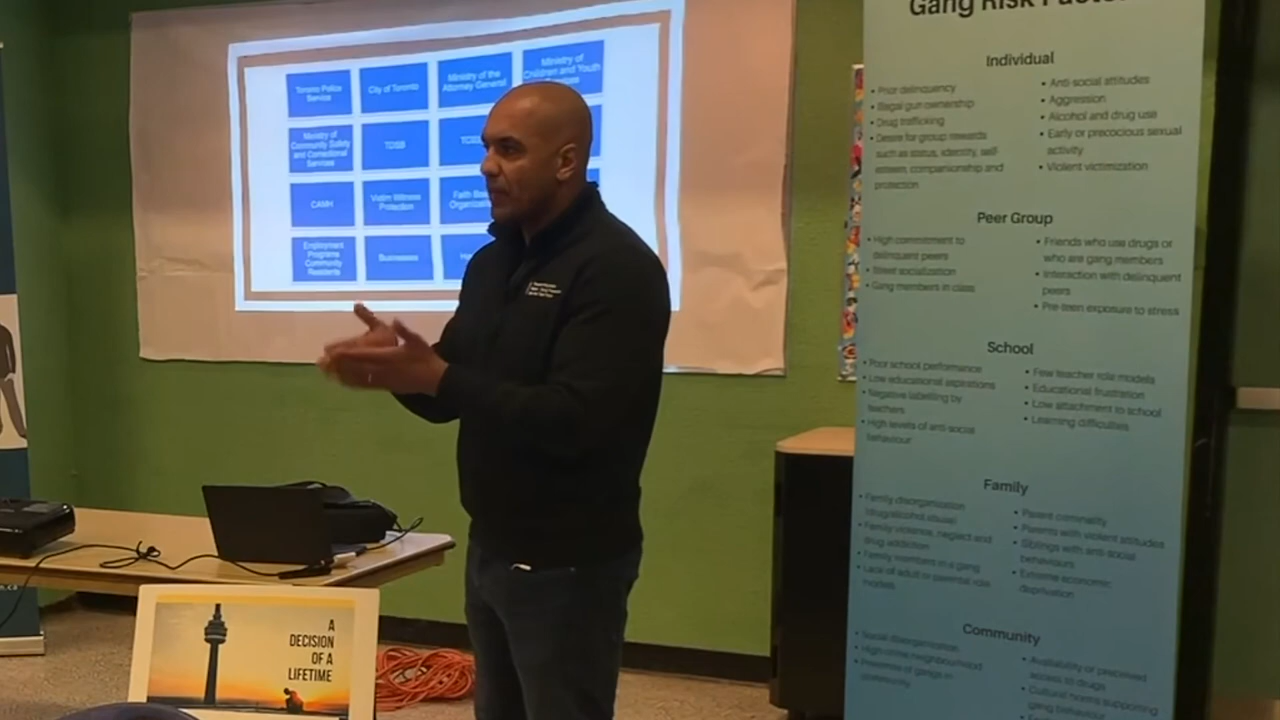 Toronto Police
Service
City of Toronto
Ministry of the
Attorney General
Ministry of
Children and Youth
Ministry of
Community Safety
and Correctional
Services
TDSB
CAMH
Victim Witness
Protection
Employment
Programs
Community
Residents
Businesses
A
DECISION
OF A
LIFETIME
Gang Risk
Individual
• Prior delinquency
• Illegal gun ownership
• Drug trafficking
• Desire for group rewards
such as status, identity, self-
esteem, companionship and
protection
• Anti-social attitudes
• Aggression
• Alcohol and drug use
• Early or precocious sexual
activity
• Violent victimization
Peer Group
• High commitment to
delinquent peers
• Street socialization
• Gang members in class
• Friends who use drugs or
who are gang members
• Interaction with delinquent
peers
• Pre-teen exposure to stress
School
• Poor school performance
• Low educational aspirations
• Negative labelling by
teachers
• High levels of anti-social
behaviour
• Few teacher role models
• Educational frustration
• Low attachment to school
• Learning difficulties
Family
• Family disorganization
(drug/alcohol abuse)
• Family violence, neglect and
drug addiction
• Family members in a gang
• Lack of adult or parental role
models
• Parent criminality
• Parents with violent attitudes
• Siblings with anti-social
behaviours
• Extreme economic
deprivation
Community
• Social disorganization
• High crime neighbourhood
• Presence of gangs in
community
• Availability or perceived
access to drugs
• Cultural norms supporting
gang behaviour